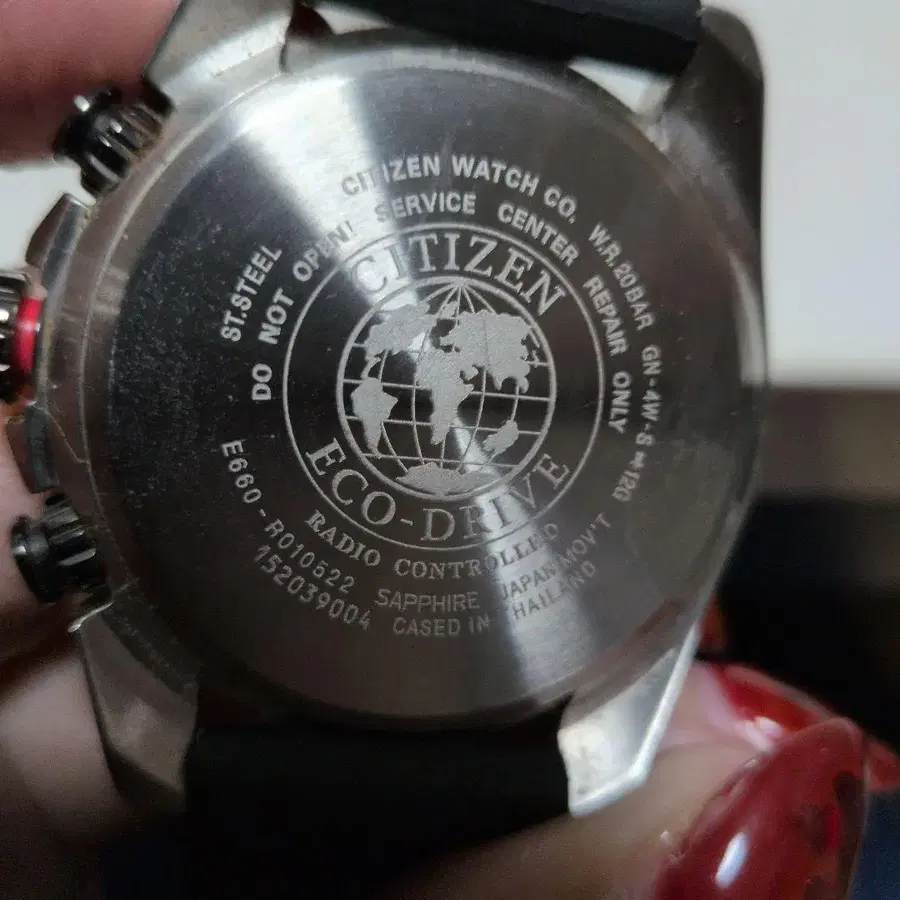 CITIZEN WATCH CO. W.R.20BAR GN-4W-S
ST.STEEL
DO NOT OPEN! SERVICE CENTER REPAIR ONLY
CITIZEN
ECO-DRIVE
RADIO CONTROLLED
E660-R010522 SAPPHIRE JAPAN MOV'T
152039004 CASED IN THAILAND